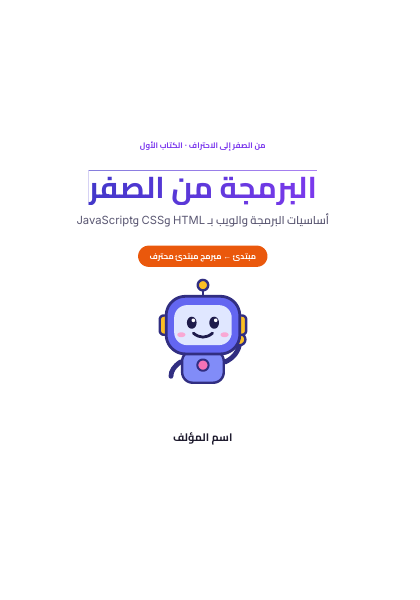 من الصفر إلى الاحتراف · الكتاب الأول
البرمجة من الصفر
أساسيات البرمجة والويب بـ HTML وCSS وJavaScript
مبتدئ ← مبرمج مبتدئ محترف
اسم المؤلف